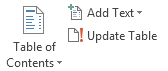 Table of
Contents
Add Text
Update Table